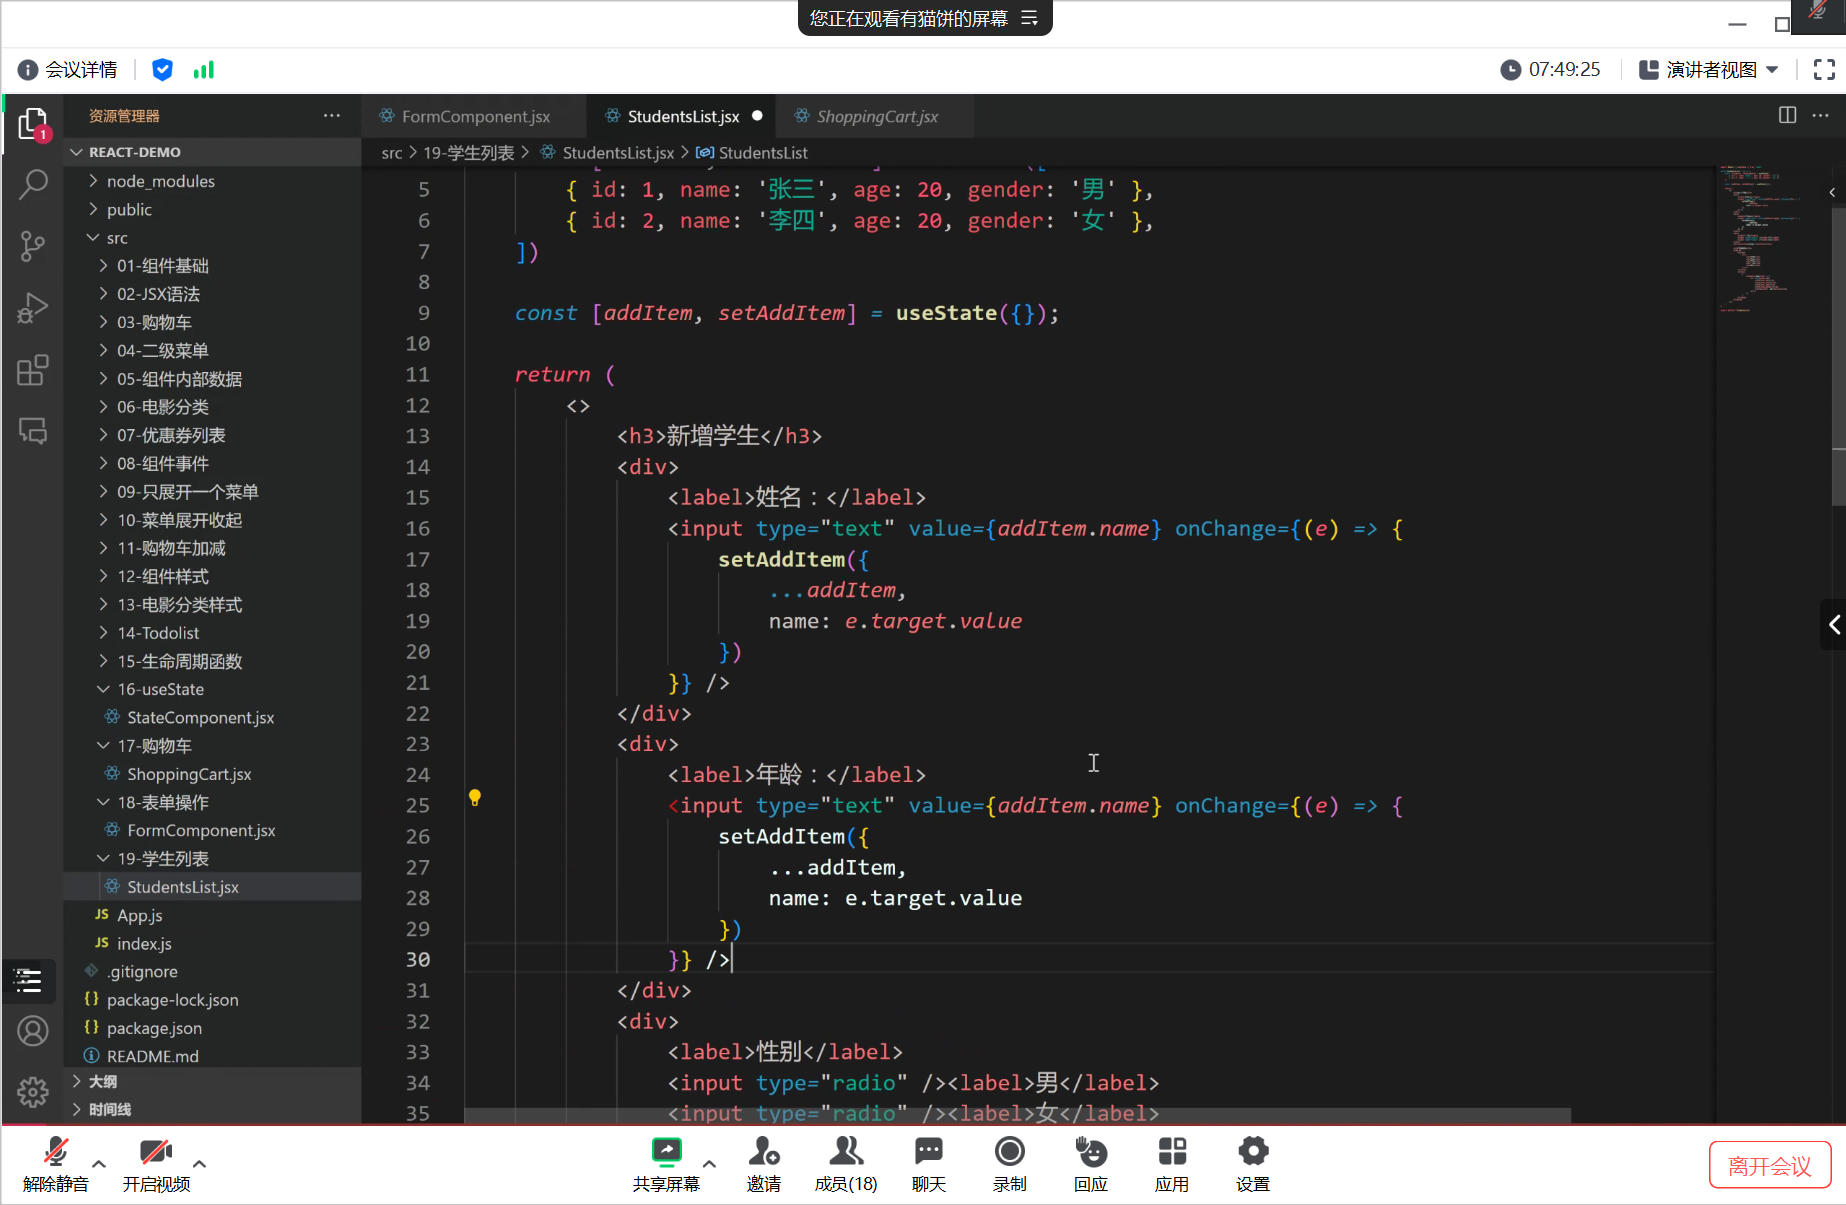 您正在观看有猫饼的屏幕
会议详情
07:49:25
演讲者视图
资源管理器
FormComponent.jsx
StudentsList.jsx
ShoppingCart.jsx
REACT-DEMO
src > 19-学生列表 > StudentsList.jsx > StudentsList
node_modules
public
src
01-组件基础
02-JSX语法
03-购物车
04-二级菜单
05-组件内部数据
06-电影分类
07-优惠券列表
08-组件事件
09-只展开一个菜单
10-菜单展开收起
11-购物车加减
12-组件样式
13-电影分类样式
14-Todolist
15-生命周期函数
16-useState
StateComponent.jsx
17-购物车
ShoppingCart.jsx
18-表单操作
FormComponent.jsx
19-学生列表
StudentsList.jsx
JS App.js
JS index.js
.gitignore
{} package-lock.json
{} package.json
README.md
大纲
时间线
1
5 { id: 1, name: '张三', age: 20, gender: '男' },
6 { id: 2, name: '李四', age: 20, gender: '女' },
7 ])
8
9 const [addItem, setAddItem] = useState({});
10
11 return (
12 <>
13 <h3>新增学生</h3>
14 <div>
15 <label>姓名：</label>
16 <input type="text" value={addItem.name} onChange={(e) => {
17 setAddItem({
18 ...addItem,
19 name: e.target.value
20 })
21 }} />
22 </div>
23 <div>
24 <label>年龄：</label>
25 <input type="text" value={addItem.name} onChange={(e) => {
26 setAddItem({
27 ...addItem,
28 name: e.target.value
29 })
30 }} />
31 </div>
32 <div>
33 <label>性别</label>
34 <input type="radio" /><label>男</label>
35 <input type="radio" /><label>女</label>
解除静音
开启视频
共享屏幕
邀请
成员(18)
聊天
录制
回应
应用
设置
离开会议